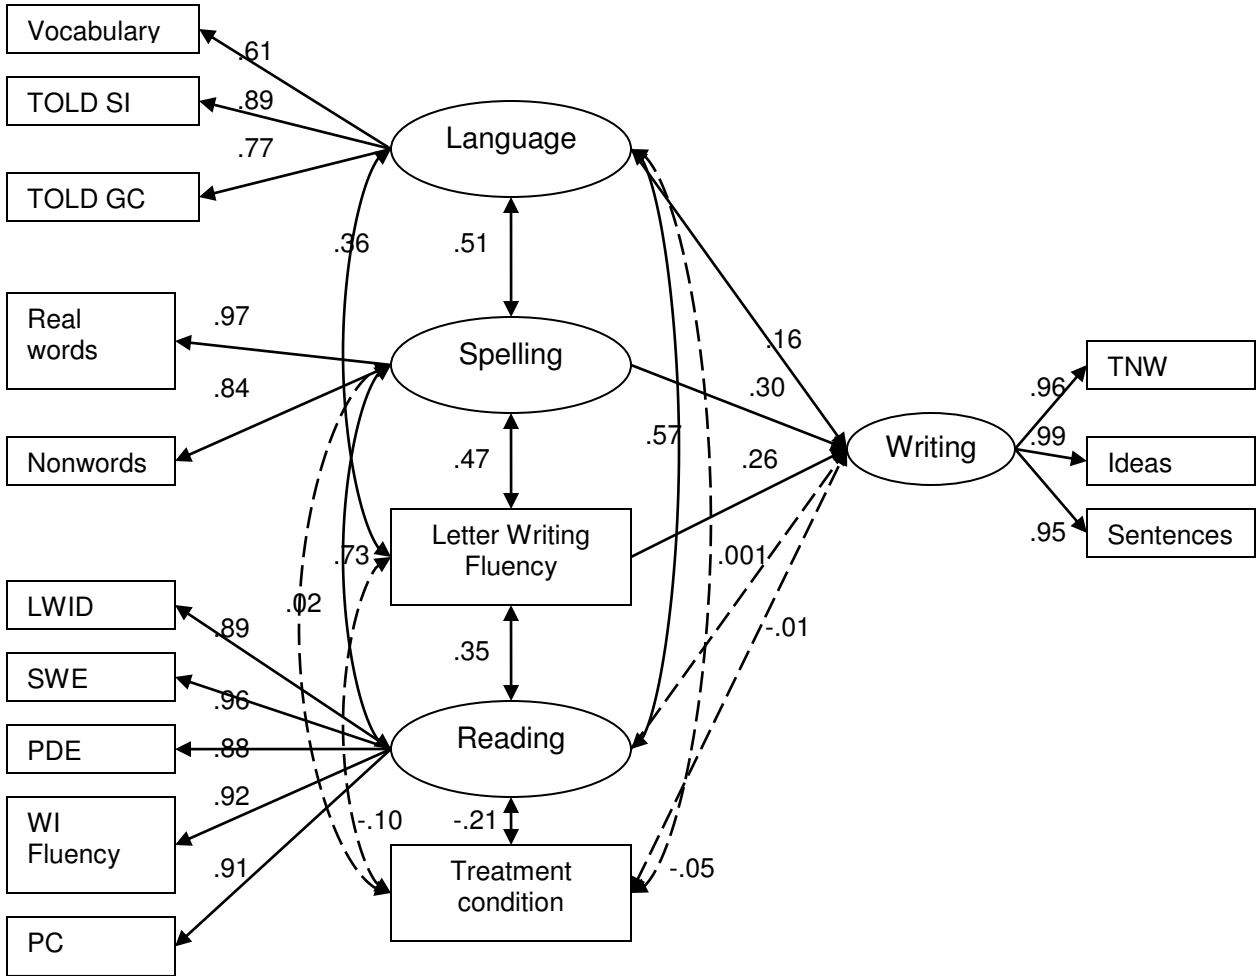 Vocabulary
.61
TOLD SI
.89
Language
.77
TOLD GC
.36
.51
Real
words
.97
Spelling
.16
TNW
.84
.30
.96
.57
Writing
.99
Nonwords
.47
.26
Ideas
Letter Writing
Fluency
.95
Sentences
.73
.001
LWID
.02
.89
-.01
.35
SWE
.96
PDE
.88
Reading
WI
Fluency
.92
-.10
-.21
.91
Treatment
condition
-.05
PC